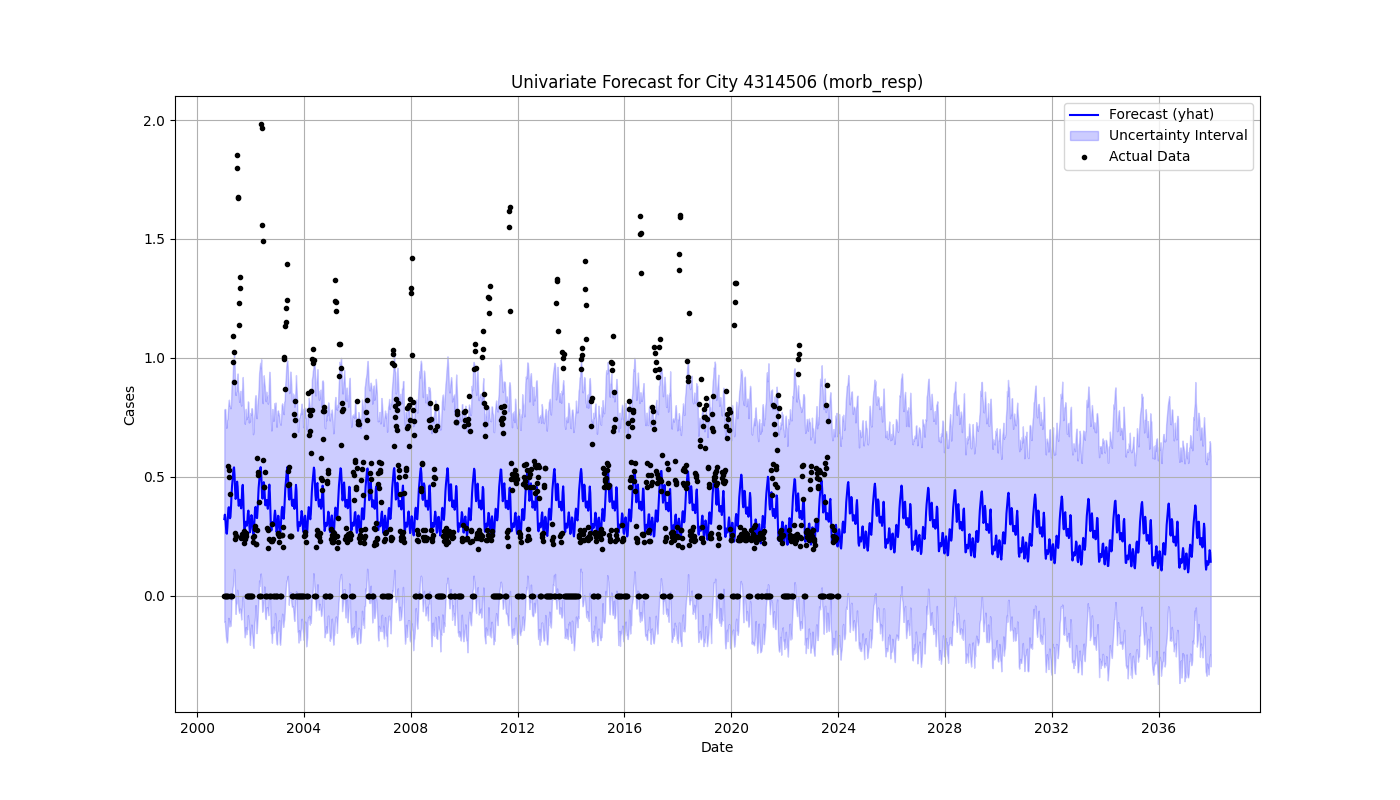 Univariate Forecast for City 4314506 (morb_resp)
Forecast (yhat)
Uncertainty Interval
Actual Data
Cases
2.0
1.5
1.0
0.5
0.0
2000 2004 2008 2012 2016 2020 2024 2028 2032 2036
Date